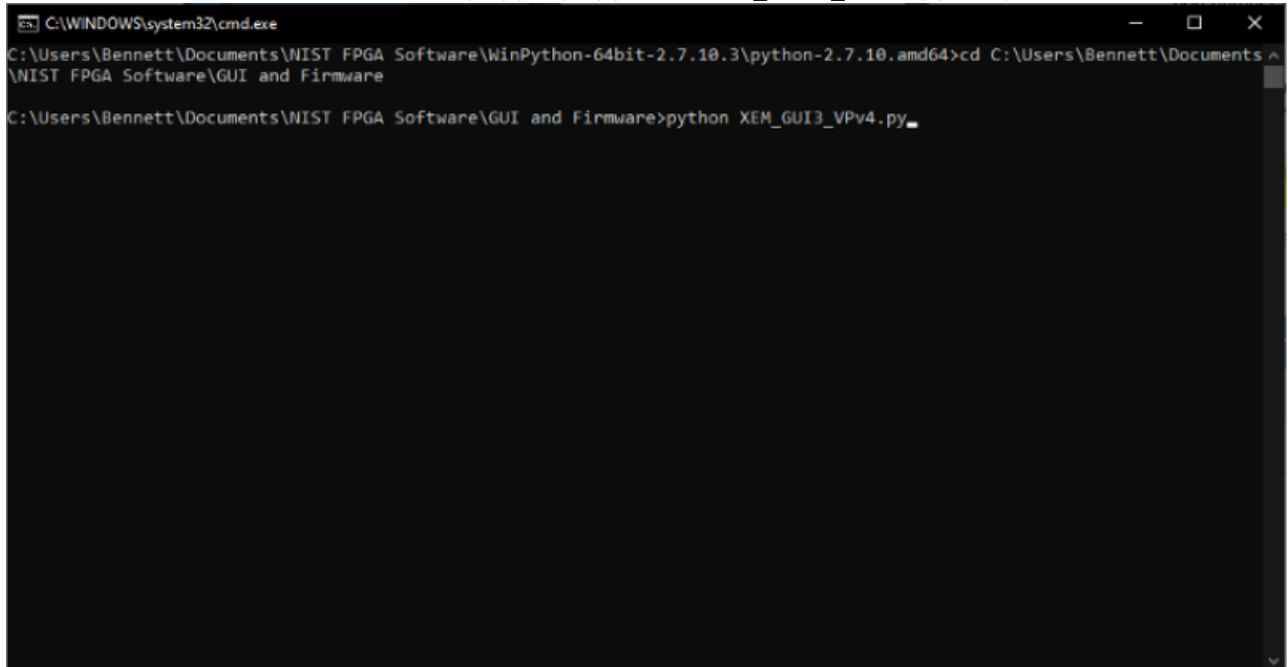 C:\WINDOWS\system32\cmd.exe
C:\Users\Bennett\Documents\NIST FPGA Software\WinPython-64bit-2.7.10.3\python-2.7.10.amd64>cd C:\Users\Bennett\Documents
\NIST FPGA Software\GUI and Firmware
C:\Users\Bennett\Documents\NIST FPGA Software\GUI and Firmware>python XEM_GUI3_VPv4.py